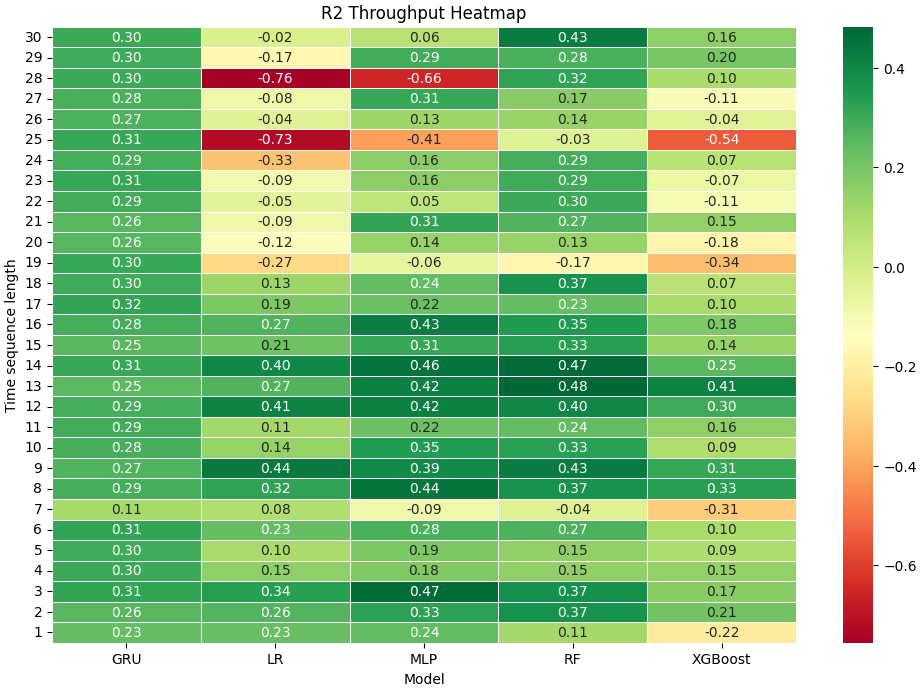 R2 Throughput Heatmap
30 0.30 -0.02 0.06 0.43 0.16
29 0.30 -0.17 0.29 0.28 0.20
28 0.30 -0.76 -0.66 0.32 0.10
27 0.28 -0.08 0.31 0.17 -0.11
26 0.27 -0.04 0.13 0.14 -0.04
25 0.31 -0.73 -0.41 -0.03 -0.54
24 0.29 -0.33 0.16 0.29 0.07
23 0.31 -0.09 0.16 0.29 -0.07
22 0.29 -0.05 0.05 0.30 -0.11
21 0.26 -0.09 0.31 0.27 0.15
20 0.26 -0.12 0.14 0.13 -0.18
19 0.30 -0.27 -0.06 -0.17 -0.34
18 0.30 0.13 0.24 0.37 0.07
17 0.32 0.19 0.22 0.23 0.10
16 0.28 0.27 0.43 0.35 0.18
15 0.25 0.21 0.31 0.33 0.14
14 0.31 0.40 0.46 0.47 0.25
13 0.25 0.27 0.42 0.48 0.41
12 0.29 0.41 0.42 0.40 0.30
11 0.29 0.11 0.22 0.24 0.16
10 0.28 0.14 0.35 0.33 0.09
9 0.27 0.44 0.39 0.43 0.31
8 0.29 0.32 0.44 0.37 0.33
7 0.11 0.08 -0.09 -0.04 -0.31
6 0.31 0.23 0.28 0.27 0.10
5 0.30 0.10 0.19 0.15 0.09
4 0.30 0.15 0.18 0.15 0.15
3 0.31 0.34 0.47 0.37 0.17
2 0.26 0.26 0.33 0.37 0.21
1 0.23 0.23 0.24 0.11 -0.22
GRU LR MLP RF XGBoost
Model
Time sequence length
0.4
0.2
0.0
−0.2
−0.4
−0.6